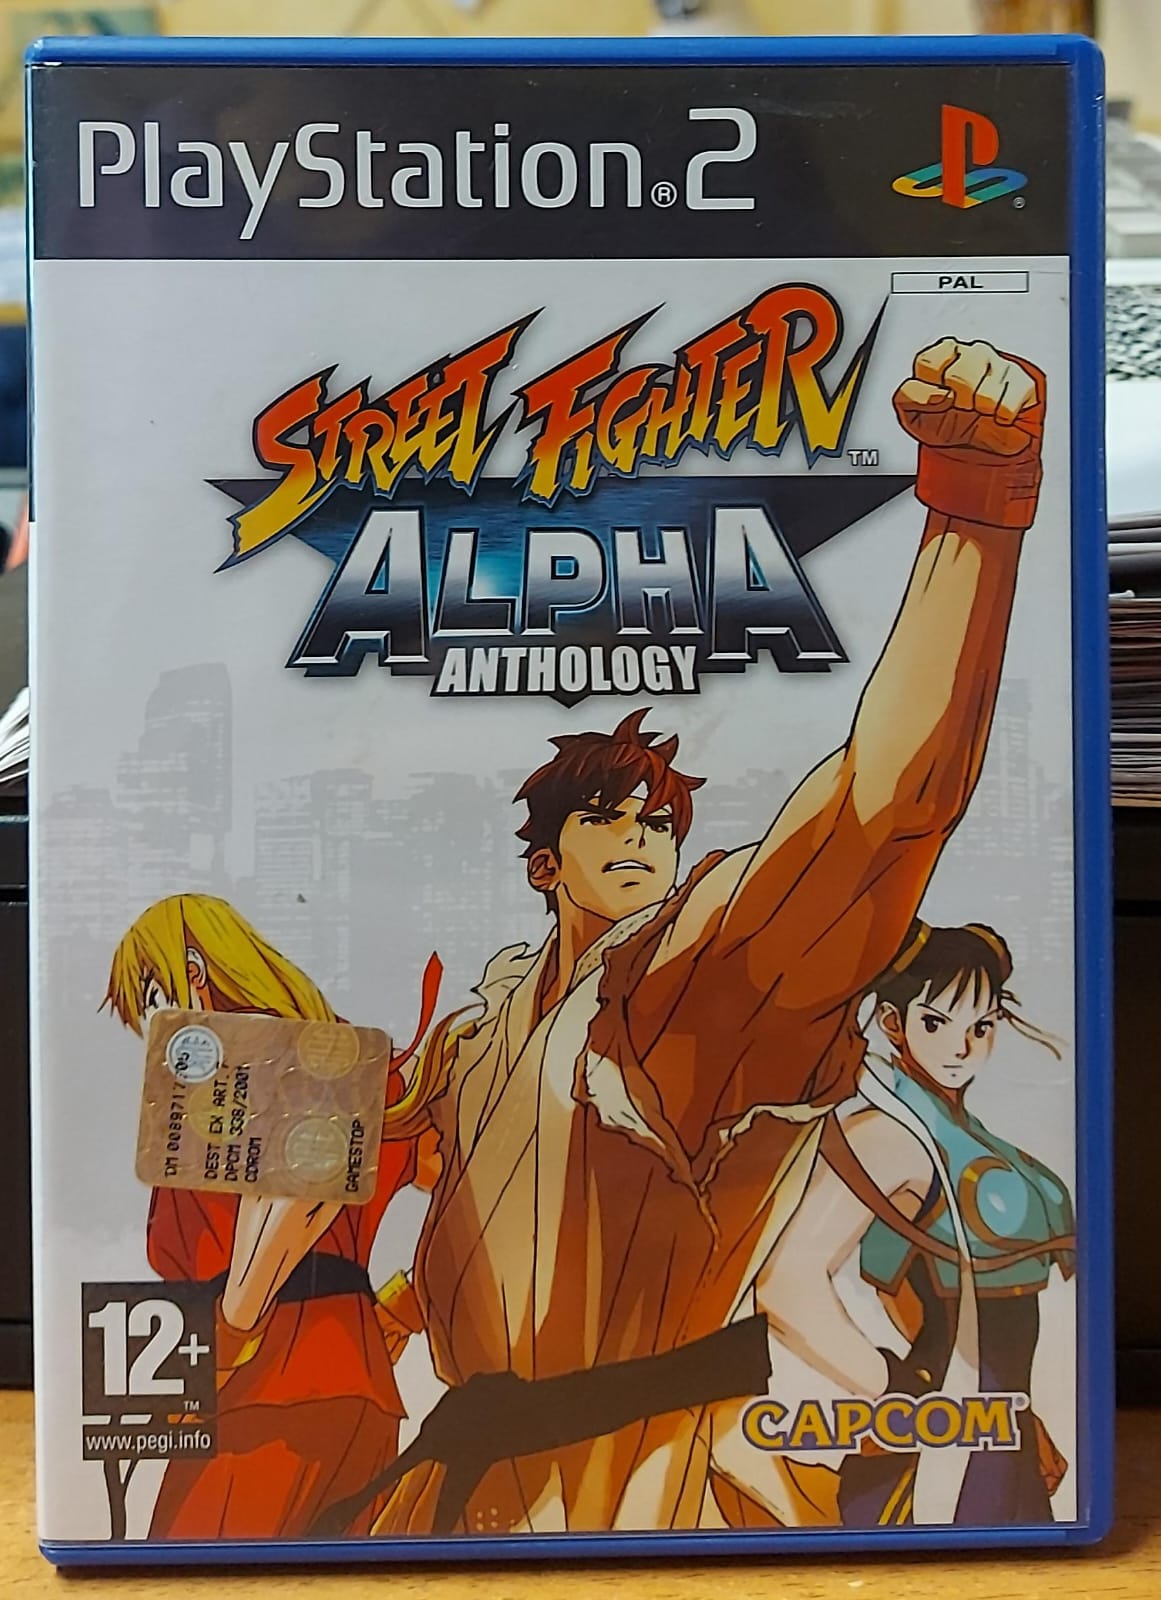 PlayStation®2
PAL
STREET FIGHTER™
ALPHA
ANTHOLOGY
DEST EX ART.
DPCM 338/2001
CDROM
GAMESTOP
12+™
www.pegi.info
CAPCOM®